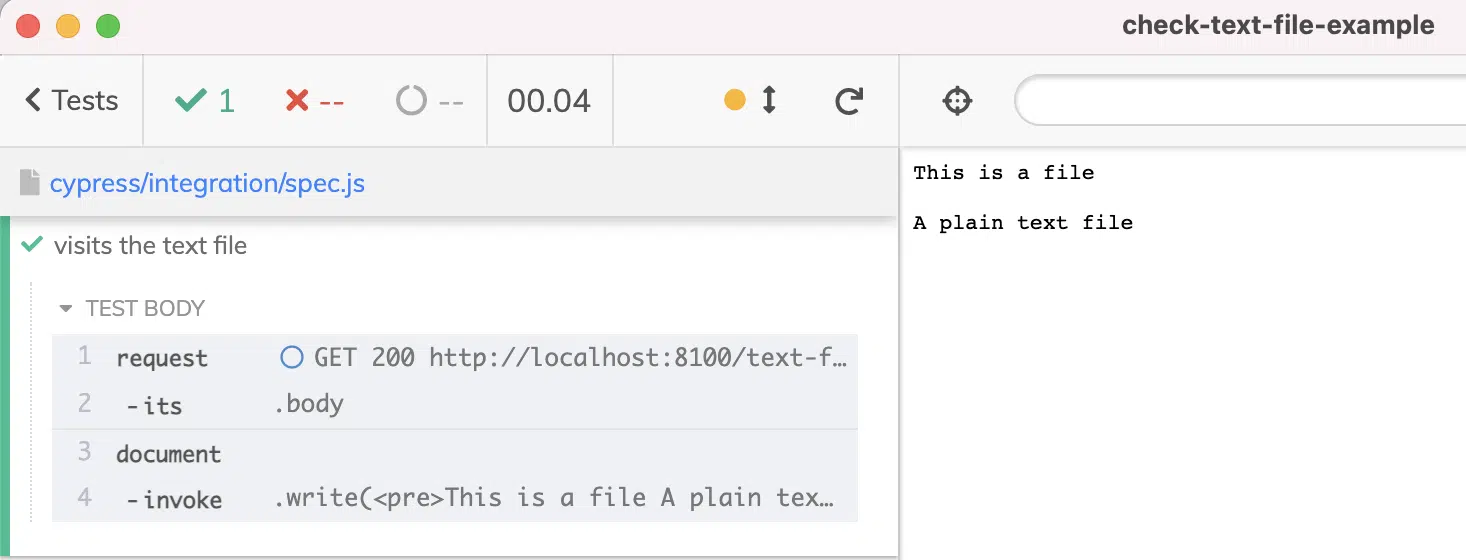 check-text-file-example
Tests 1 -- -- 00.04
cypress/integration/spec.js
visits the text file
TEST BODY
1 request GET 200 http://localhost:8100/text-f…
2 -its .body
3 document
4 -invoke .write(<pre>This is a file A plain tex…
This is a file
A plain text file